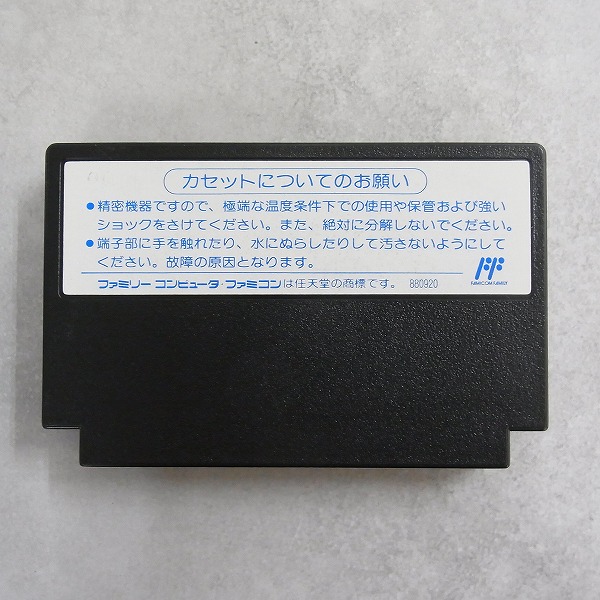 カセットについてのお願い
●精密機器ですので、極端な温度条件下での使用や保管および強い
ショックをさけてください。また、絶対に分解しないでください。
●端子部に手を触れたり、水にぬらしたりして汚さないようにして
ください。故障の原因となります。
ファミリー コンピュータ・ファミコンは任天堂の商標です。 880920
FAMICOM FAMILY